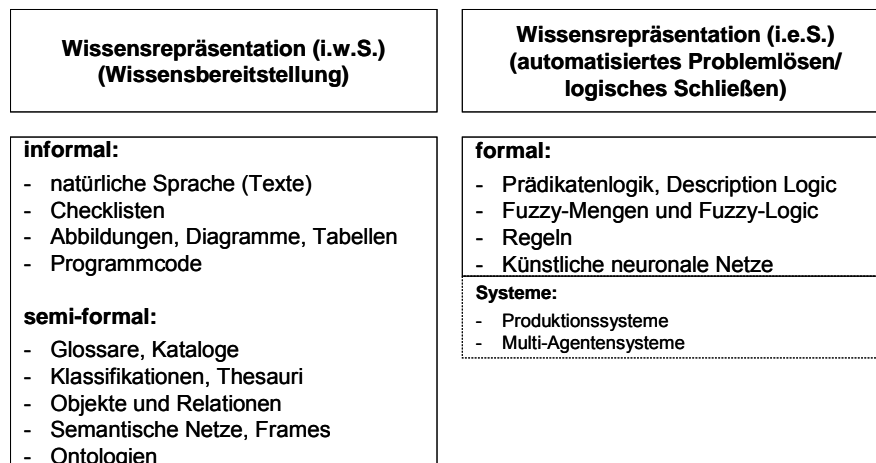 Wissensrepräsentation (i.w.S.)
(Wissensbereitstellung)
informal:
- natürliche Sprache (Texte)
- Checklisten
- Abbildungen, Diagramme, Tabellen
- Programmcode
semi-formal:
- Glossare, Kataloge
- Klassifikationen, Thesauri
- Objekte und Relationen
- Semantische Netze, Frames
- Ontologien
Wissensrepräsentation (i.e.S.)
(automatisiertes Problemlösen/
logisches Schließen)
formal:
- Prädikatenlogik, Description Logic
- Fuzzy-Mengen und Fuzzy-Logic
- Regeln
- Künstliche neuronale Netze
Systeme:
- Produktionssysteme
- Multi-Agentensysteme